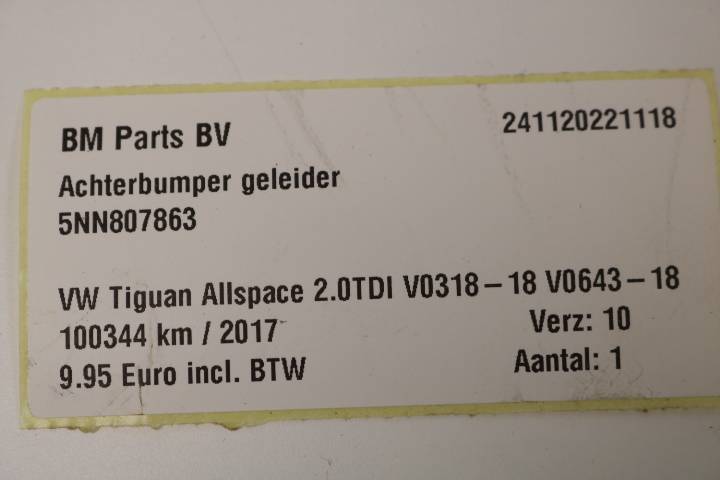 BM Parts BV 241120221118
Achterbumper geleider
5NN807863
VW Tiguan Allspace 2.0TDI V0318-18 V0643-18
100344 km / 2017 Verz: 10
9.95 Euro incl. BTW Aantal: 1